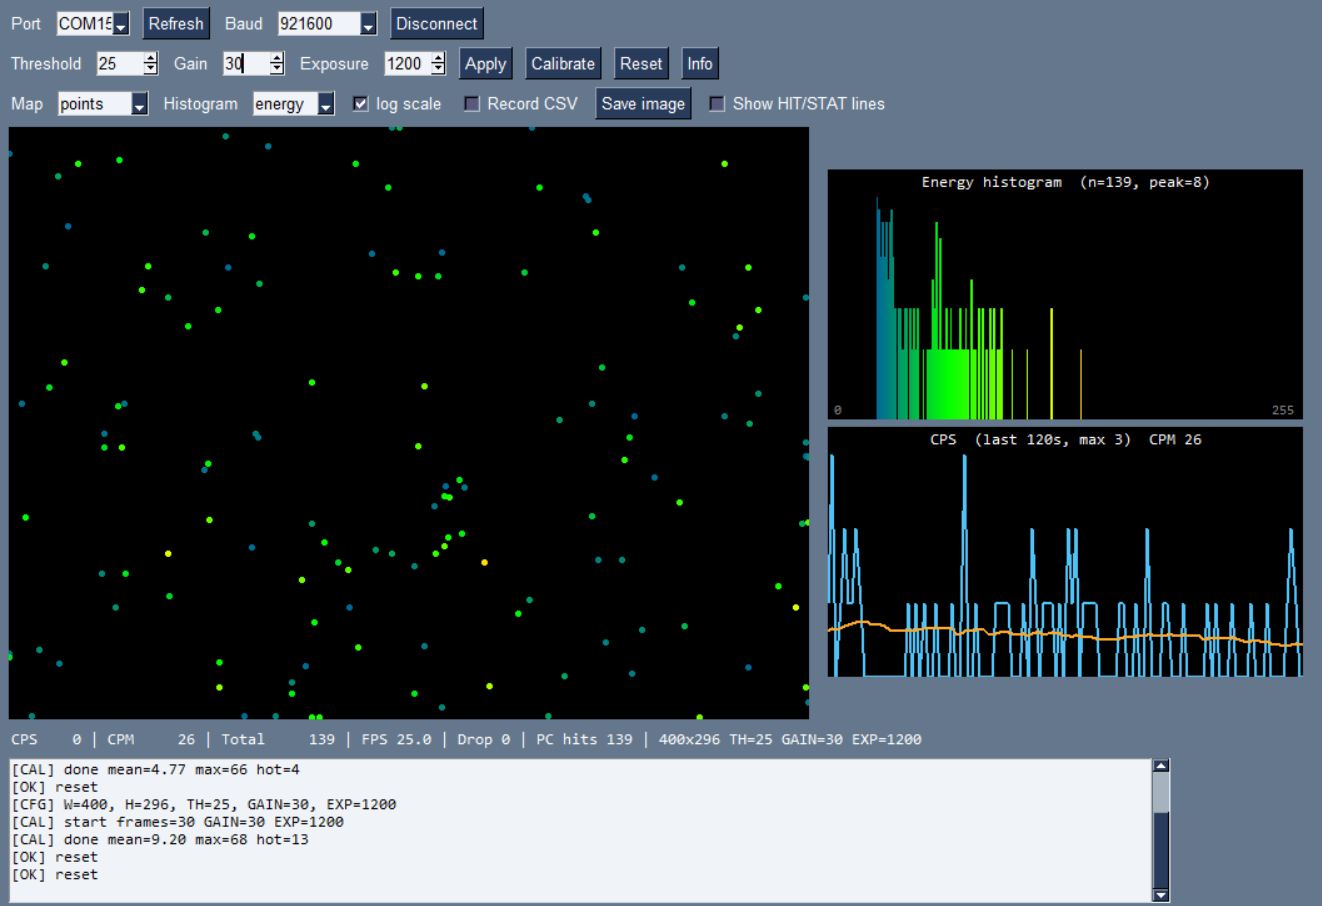 Port COM15 Refresh Baud 921600 Disconnect
Threshold 25 Gain 30 Exposure 1200 Apply Calibrate Reset Info
Map points Histogram energy log scale Record CSV Save image Show HIT/STAT lines
Energy histogram (n=139, peak=8)
0 255
CPS (last 120s, max 3) CPM 26
CPS 0 | CPM 26 | Total 139 | FPS 25.0 | Drop 0 | PC hits 139 | 400x296 TH=25 GAIN=30 EXP=1200
[CAL] done mean=4.77 max=66 hot=4
[OK] reset
[CFG] W=400, H=296, TH=25, GAIN=30, EXP=1200
[CAL] start frames=30 GAIN=30 EXP=1200
[CAL] done mean=9.20 max=68 hot=13
[OK] reset
[OK] reset